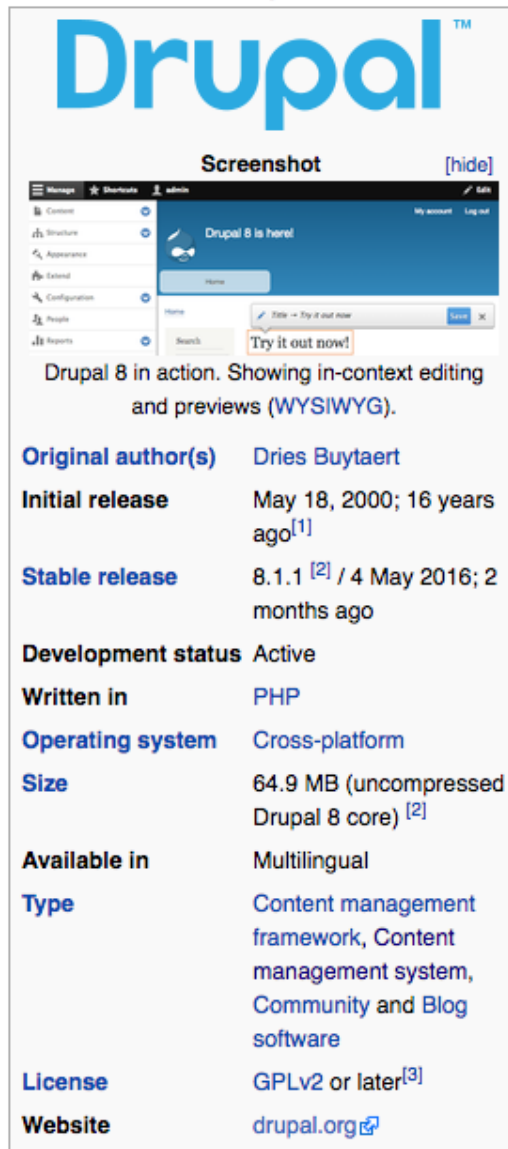 Drupal™
Screenshot [hide]
Manage Shortcuts admin Edit
Content
My account Log out
Structure
Drupal 8 is here!
Appearance
Extend
Home
Configuration
People
Home
Title → Try it out now Save ×
Reports
Search
Try it out now!
Drupal 8 in action. Showing in-context editing
and previews (WYSIWYG).
Original author(s) Dries Buytaert
Initial release May 18, 2000; 16 years
ago[1]
Stable release 8.1.1 [2] / 4 May 2016; 2
months ago
Development status Active
Written in PHP
Operating system Cross-platform
Size 64.9 MB (uncompressed
Drupal 8 core) [2]
Available in Multilingual
Type Content management
framework, Content
management system,
Community and Blog
software
License GPLv2 or later[3]
Website drupal.org